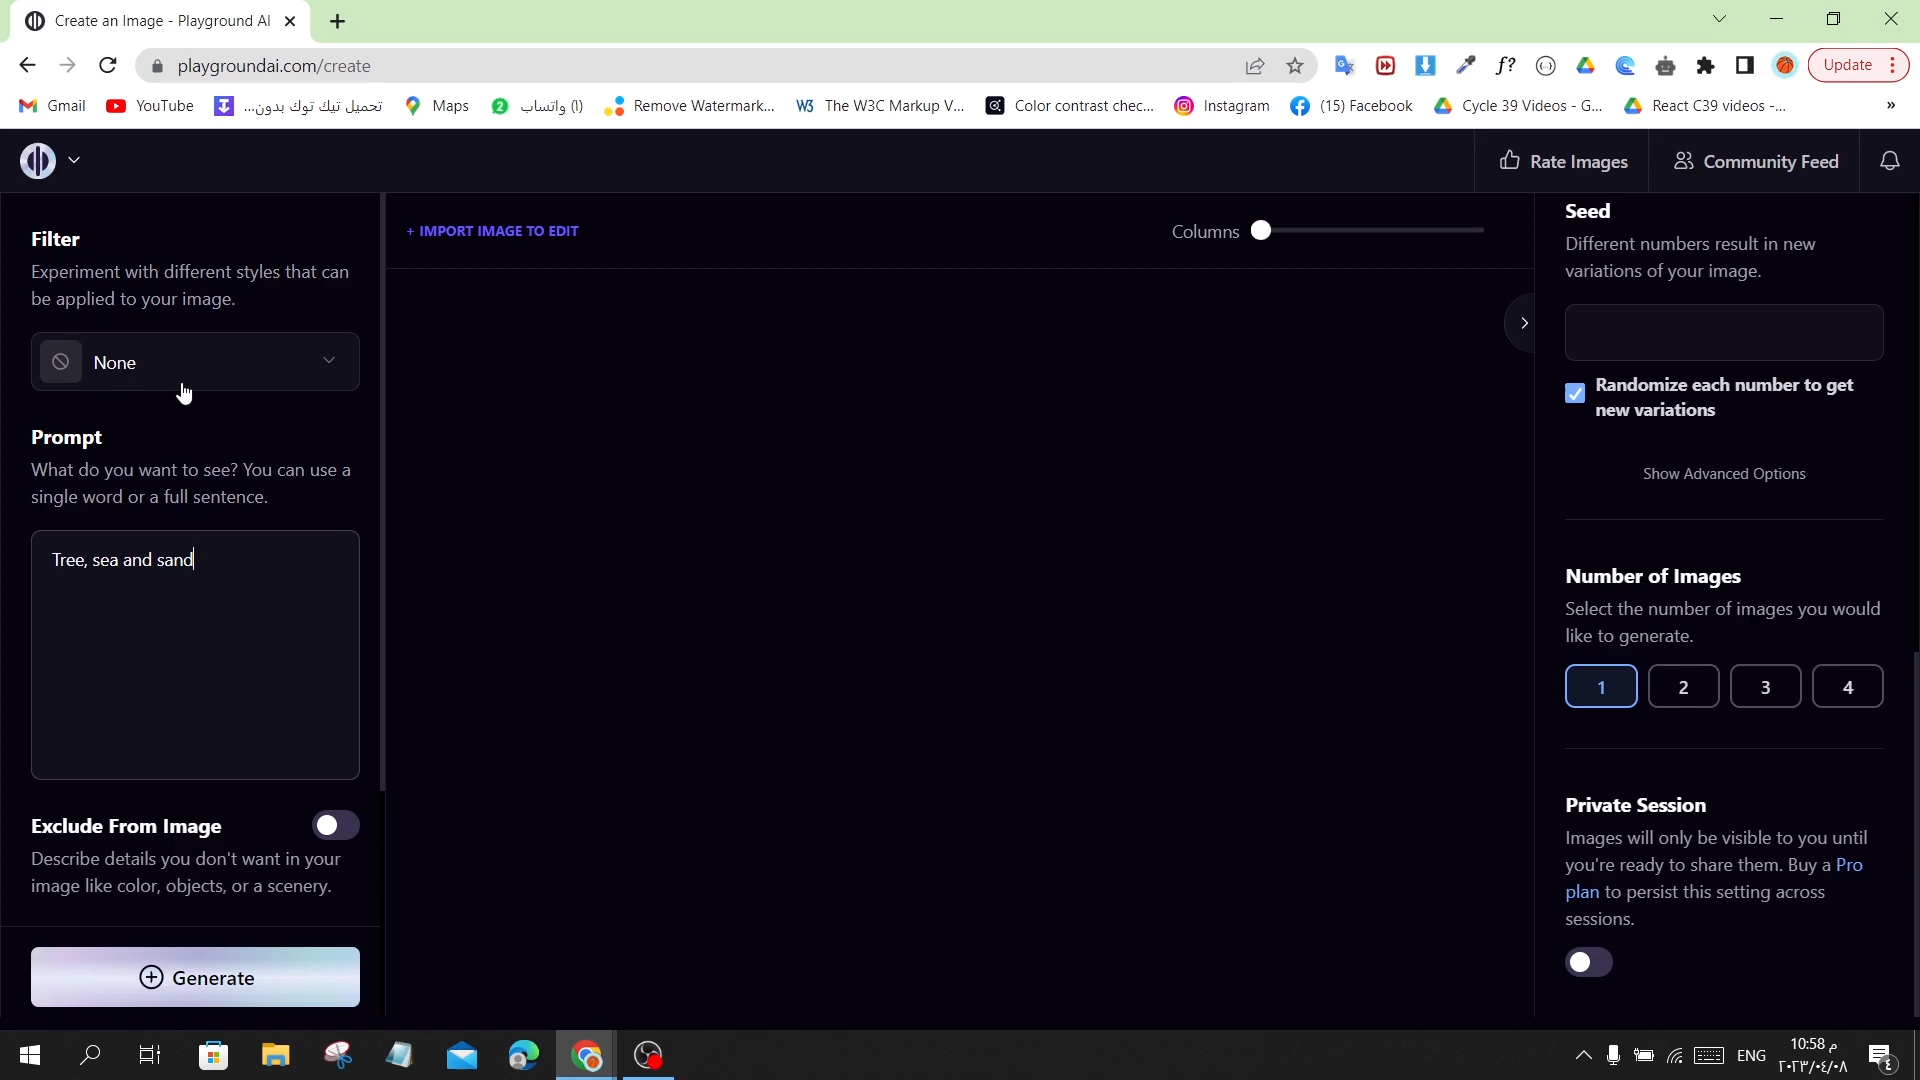 Create an Image - Playground AI
playgroundai.com/create
Update
Gmail
YouTube
تحميل تيك توك بدون...
Maps
(1) واتساب
Remove Watermark...
The W3C Markup V...
Color contrast chec...
Instagram
(15) Facebook
Cycle 39 Videos - G...
React C39 videos -...
»
Rate Images
Community Feed
Filter
Experiment with different styles that can
be applied to your image.
None
Prompt
What do you want to see? You can use a
single word or a full sentence.
Tree, sea and sand
Exclude From Image
Describe details you don't want in your
image like color, objects, or a scenery.
Generate
+ IMPORT IMAGE TO EDIT
Columns
Seed
Different numbers result in new
variations of your image.
Randomize each number to get
new variations
Show Advanced Options
Number of Images
Select the number of images you would
like to generate.
1 2 3 4
Private Session
Images will only be visible to you until
you're ready to share them. Buy a Pro
plan to persist this setting across
sessions.
ENG
10:58 م
٢٠٢٣/٠٤/٠٨
٤